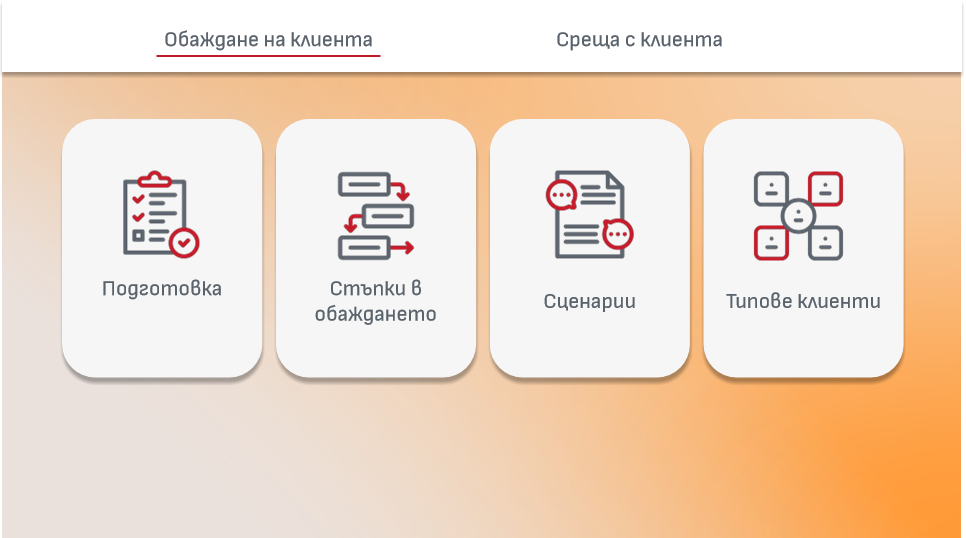 Обаждане на клиента
Среща с клиента
Подготовка
Стъпки в
обаждането
Сценарии
Типове клиенти